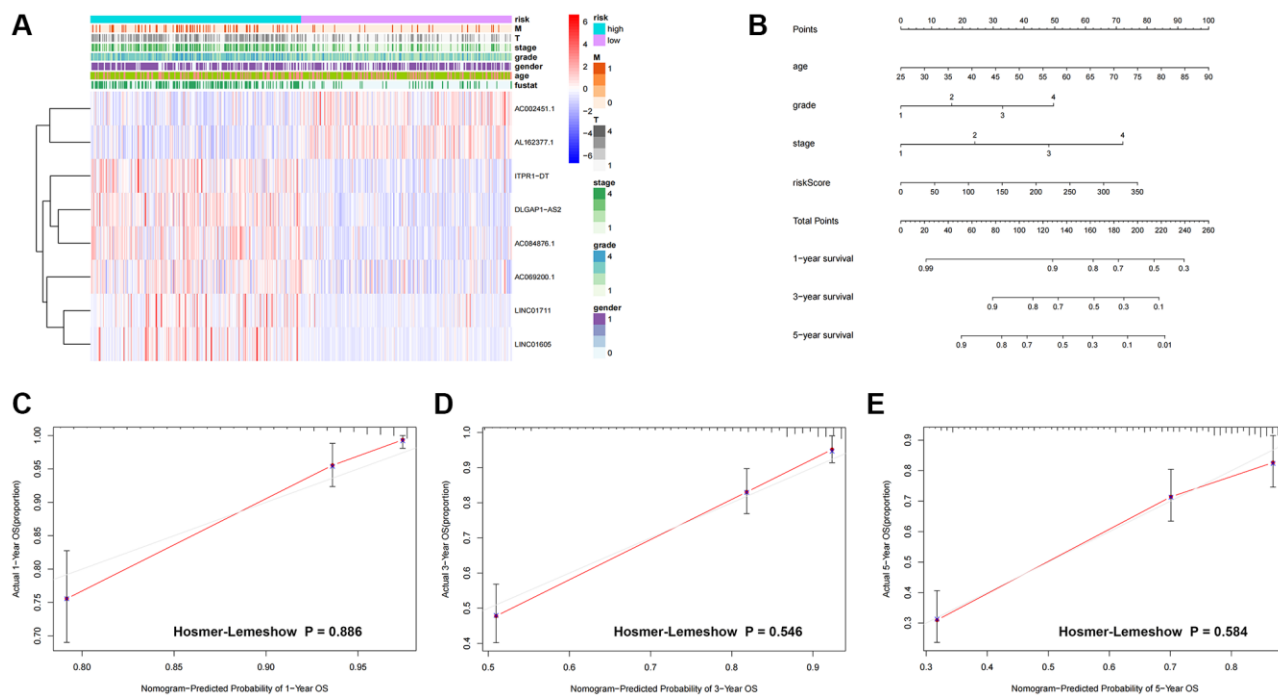 A
risk
M
T
stage
grade
gender
age
fustat
AC002451.1
AL162377.1
ITPR1-DT
DLGAP1-AS2
AC084876.1
AC069200.1
LINC01711
LINC01605
6
4
2
0
−2
−4
−6
risk
high
low
M
1
0
T
4
1
stage
4
1
grade
4
1
gender
1
0
B
Points
0 10 20 30 40 50 60 70 80 90 100
age
25 30 35 40 45 50 55 60 65 70 75 80 85 90
grade
2 4
1 3
stage
2 4
1 3
riskScore
0 50 100 150 200 250 300 350
Total Points
0 20 40 60 80 100 120 140 160 180 200 220 240 260
1-year survival
0.99 0.9 0.8 0.7 0.5 0.3
3-year survival
0.9 0.8 0.7 0.5 0.3 0.1
5-year survival
0.9 0.8 0.7 0.5 0.3 0.1 0.01
C
Actual 1-Year OS(proportion)
1.00
0.95
0.90
0.85
0.80
0.75
0.70
Hosmer-Lemeshow P = 0.886
0.80 0.85 0.90 0.95
Nomogram-Predicted Probability of 1-Year OS
D
Actual 3-Year OS(proportion)
1.0
0.9
0.8
0.7
0.6
0.5
0.4
Hosmer-Lemeshow P = 0.546
0.5 0.6 0.7 0.8 0.9
Nomogram-Predicted Probability of 3-Year OS
E
Actual 5-Year OS(proportion)
0.9
0.8
0.7
0.6
0.5
0.4
0.3
Hosmer-Lemeshow P = 0.584
0.3 0.4 0.5 0.6 0.7 0.8
Nomogram-Predicted Probability of 5-Year OS